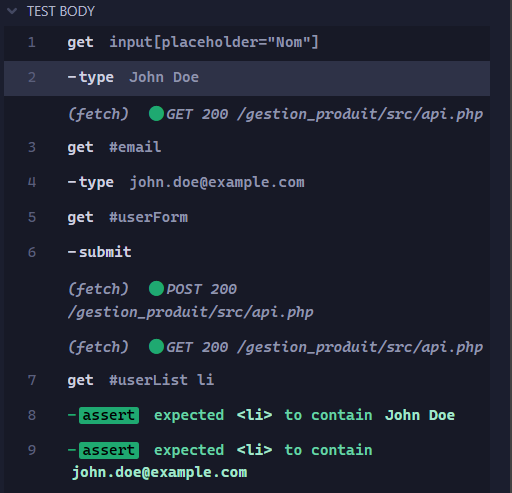 TEST BODY
1 get input[placeholder="Nom"]
2 -type John Doe
(fetch) GET 200 /gestion_produit/src/api.php
3 get #email
4 -type john.doe@example.com
5 get #userForm
6 -submit
(fetch) POST 200
/gestion_produit/src/api.php
(fetch) GET 200 /gestion_produit/src/api.php
7 get #userList li
8 -assert expected <li> to contain John Doe
9 -assert expected <li> to contain
john.doe@example.com